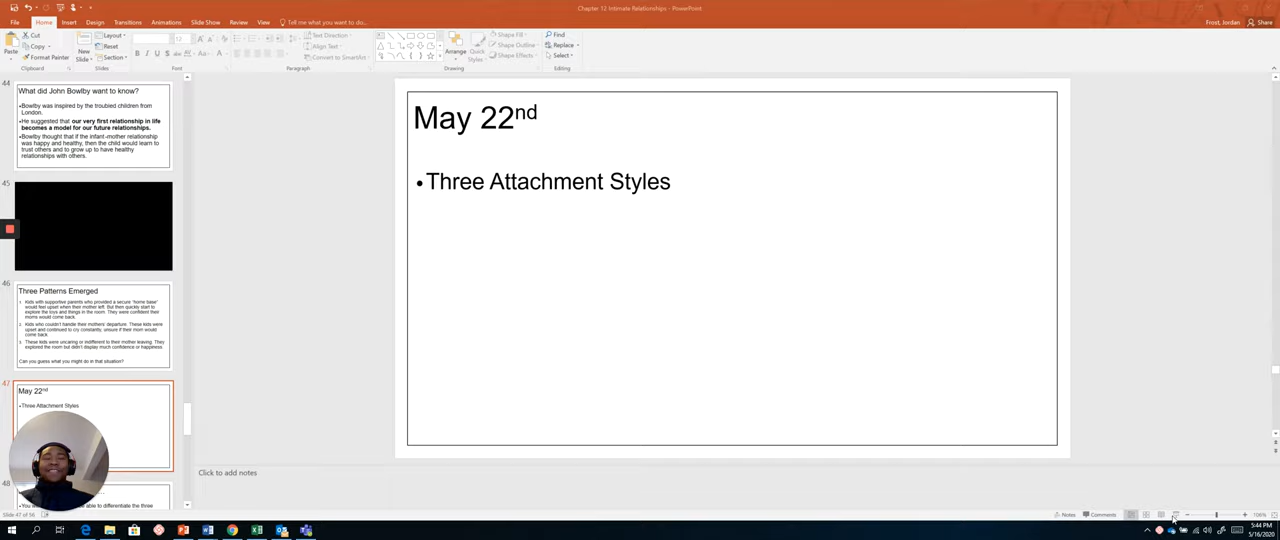 Chapter 12 Intimate Relationships - PowerPoint
File Home Insert Design Transitions Animations Slide Show Review View Tell me what you want to do...
Frost, Jordan Share
Paste
Cut
Copy
Format Painter
Clipboard
New Slide
Layout
Reset
Section
Slides
12
B I U S abc Aa A
Font
Paragraph
Text Direction
Align Text
Convert to SmartArt
Arrange
Quick Styles
Shape Fill
Shape Outline
Shape Effects
Drawing
Find
Replace
Select
Editing
44
What did John Bowlby want to know?
•Bowlby was inspired by the troubled children from
London.
•He suggested that our very first relationship in life
becomes a model for our future relationships.
•Bowlby thought that if the infant-mother relationship
was happy and healthy, then the child would learn to
trust others and to grow up to have healthy
relationships with others.
45
46
Three Patterns Emerged
1. Kids with supportive parents who provided a secure "home base"
would feel upset when their mother left. But then quickly start to
explore the toys and things in the room. They were confident their
moms would come back.
2. Kids who couldn't handle their mothers' departure. These kids were
upset and continued to cry constantly, unsure if their mom would
come back.
3. These kids were uncaring or indifferent to their mother leaving. They
explored the room but didn't display much confidence or happiness.
Can you guess what you might do in that situation?
47
May 22nd
•Three Attachment Styles
48
able to differentiate the three
May 22nd
•Three Attachment Styles
Click to add notes
Slide 47 of 56
Notes Comments
106%
5:44 PM
5/16/2020